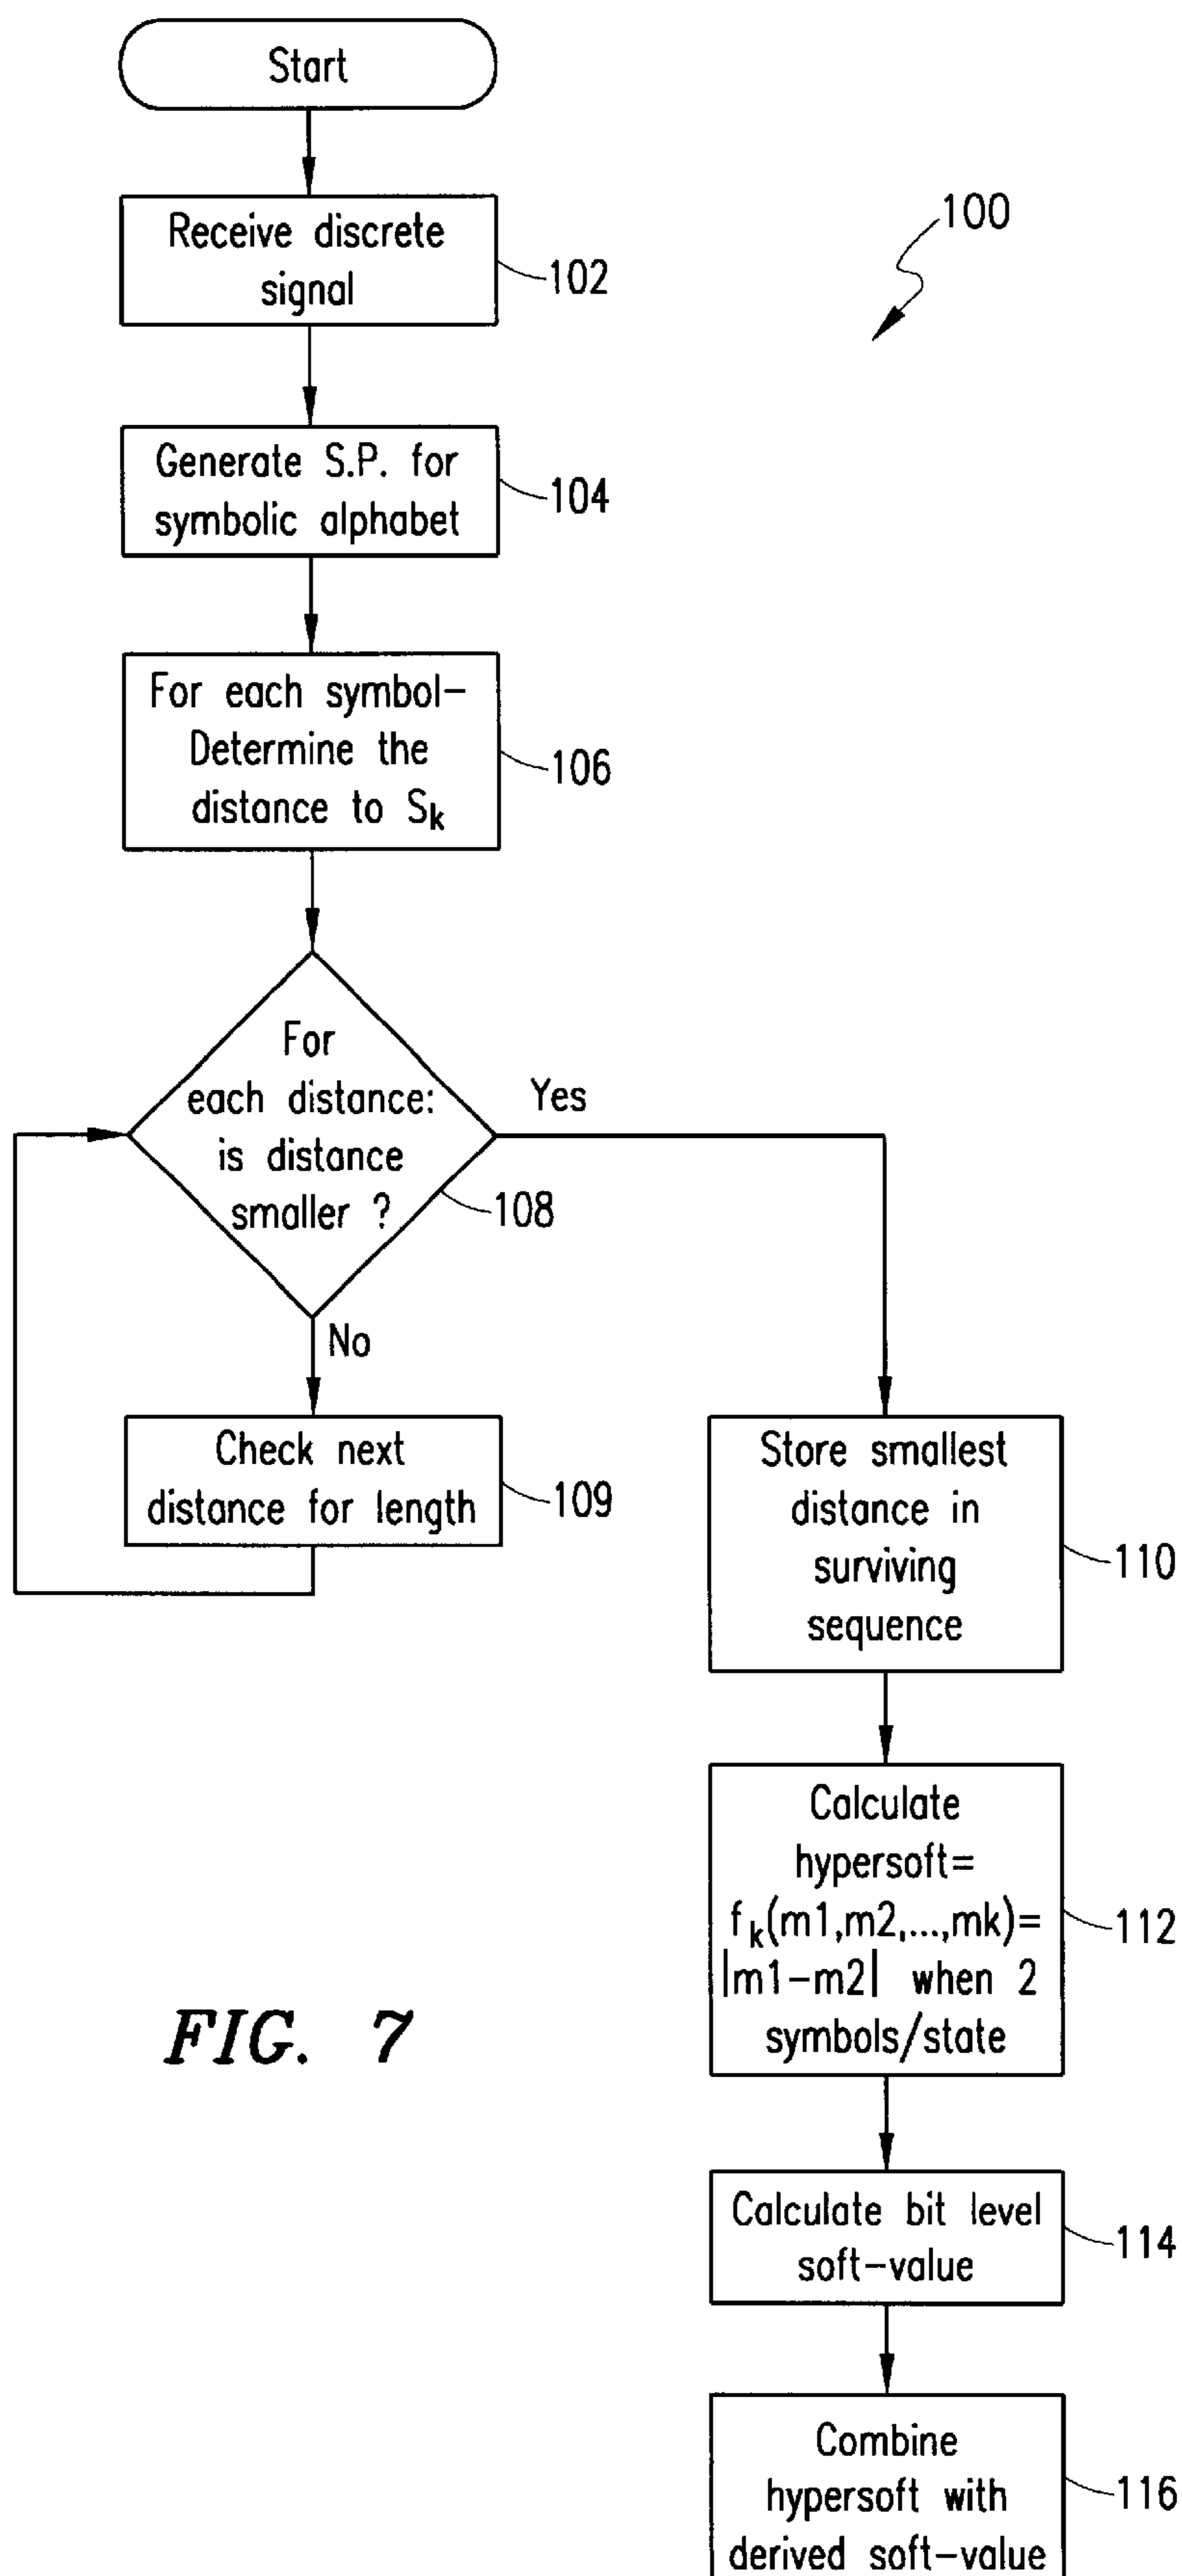 Start
100
Receive discrete
signal
102
Generate S.P. for
symbolic alphabet
104
For each symbol-
Determine the
distance to Sk
106
For
each distance:
is distance
smaller ?
108
Yes
No
Check next
distance for length
109
Store smallest
distance in
surviving
sequence
110
Calculate
hypersoft=
fk(m1,m2,...,mk)=
|m1-m2| when 2
symbols/state
112
Calculate bit level
soft-value
114
Combine
hypersoft with
derived soft-value
116
FIG. 7